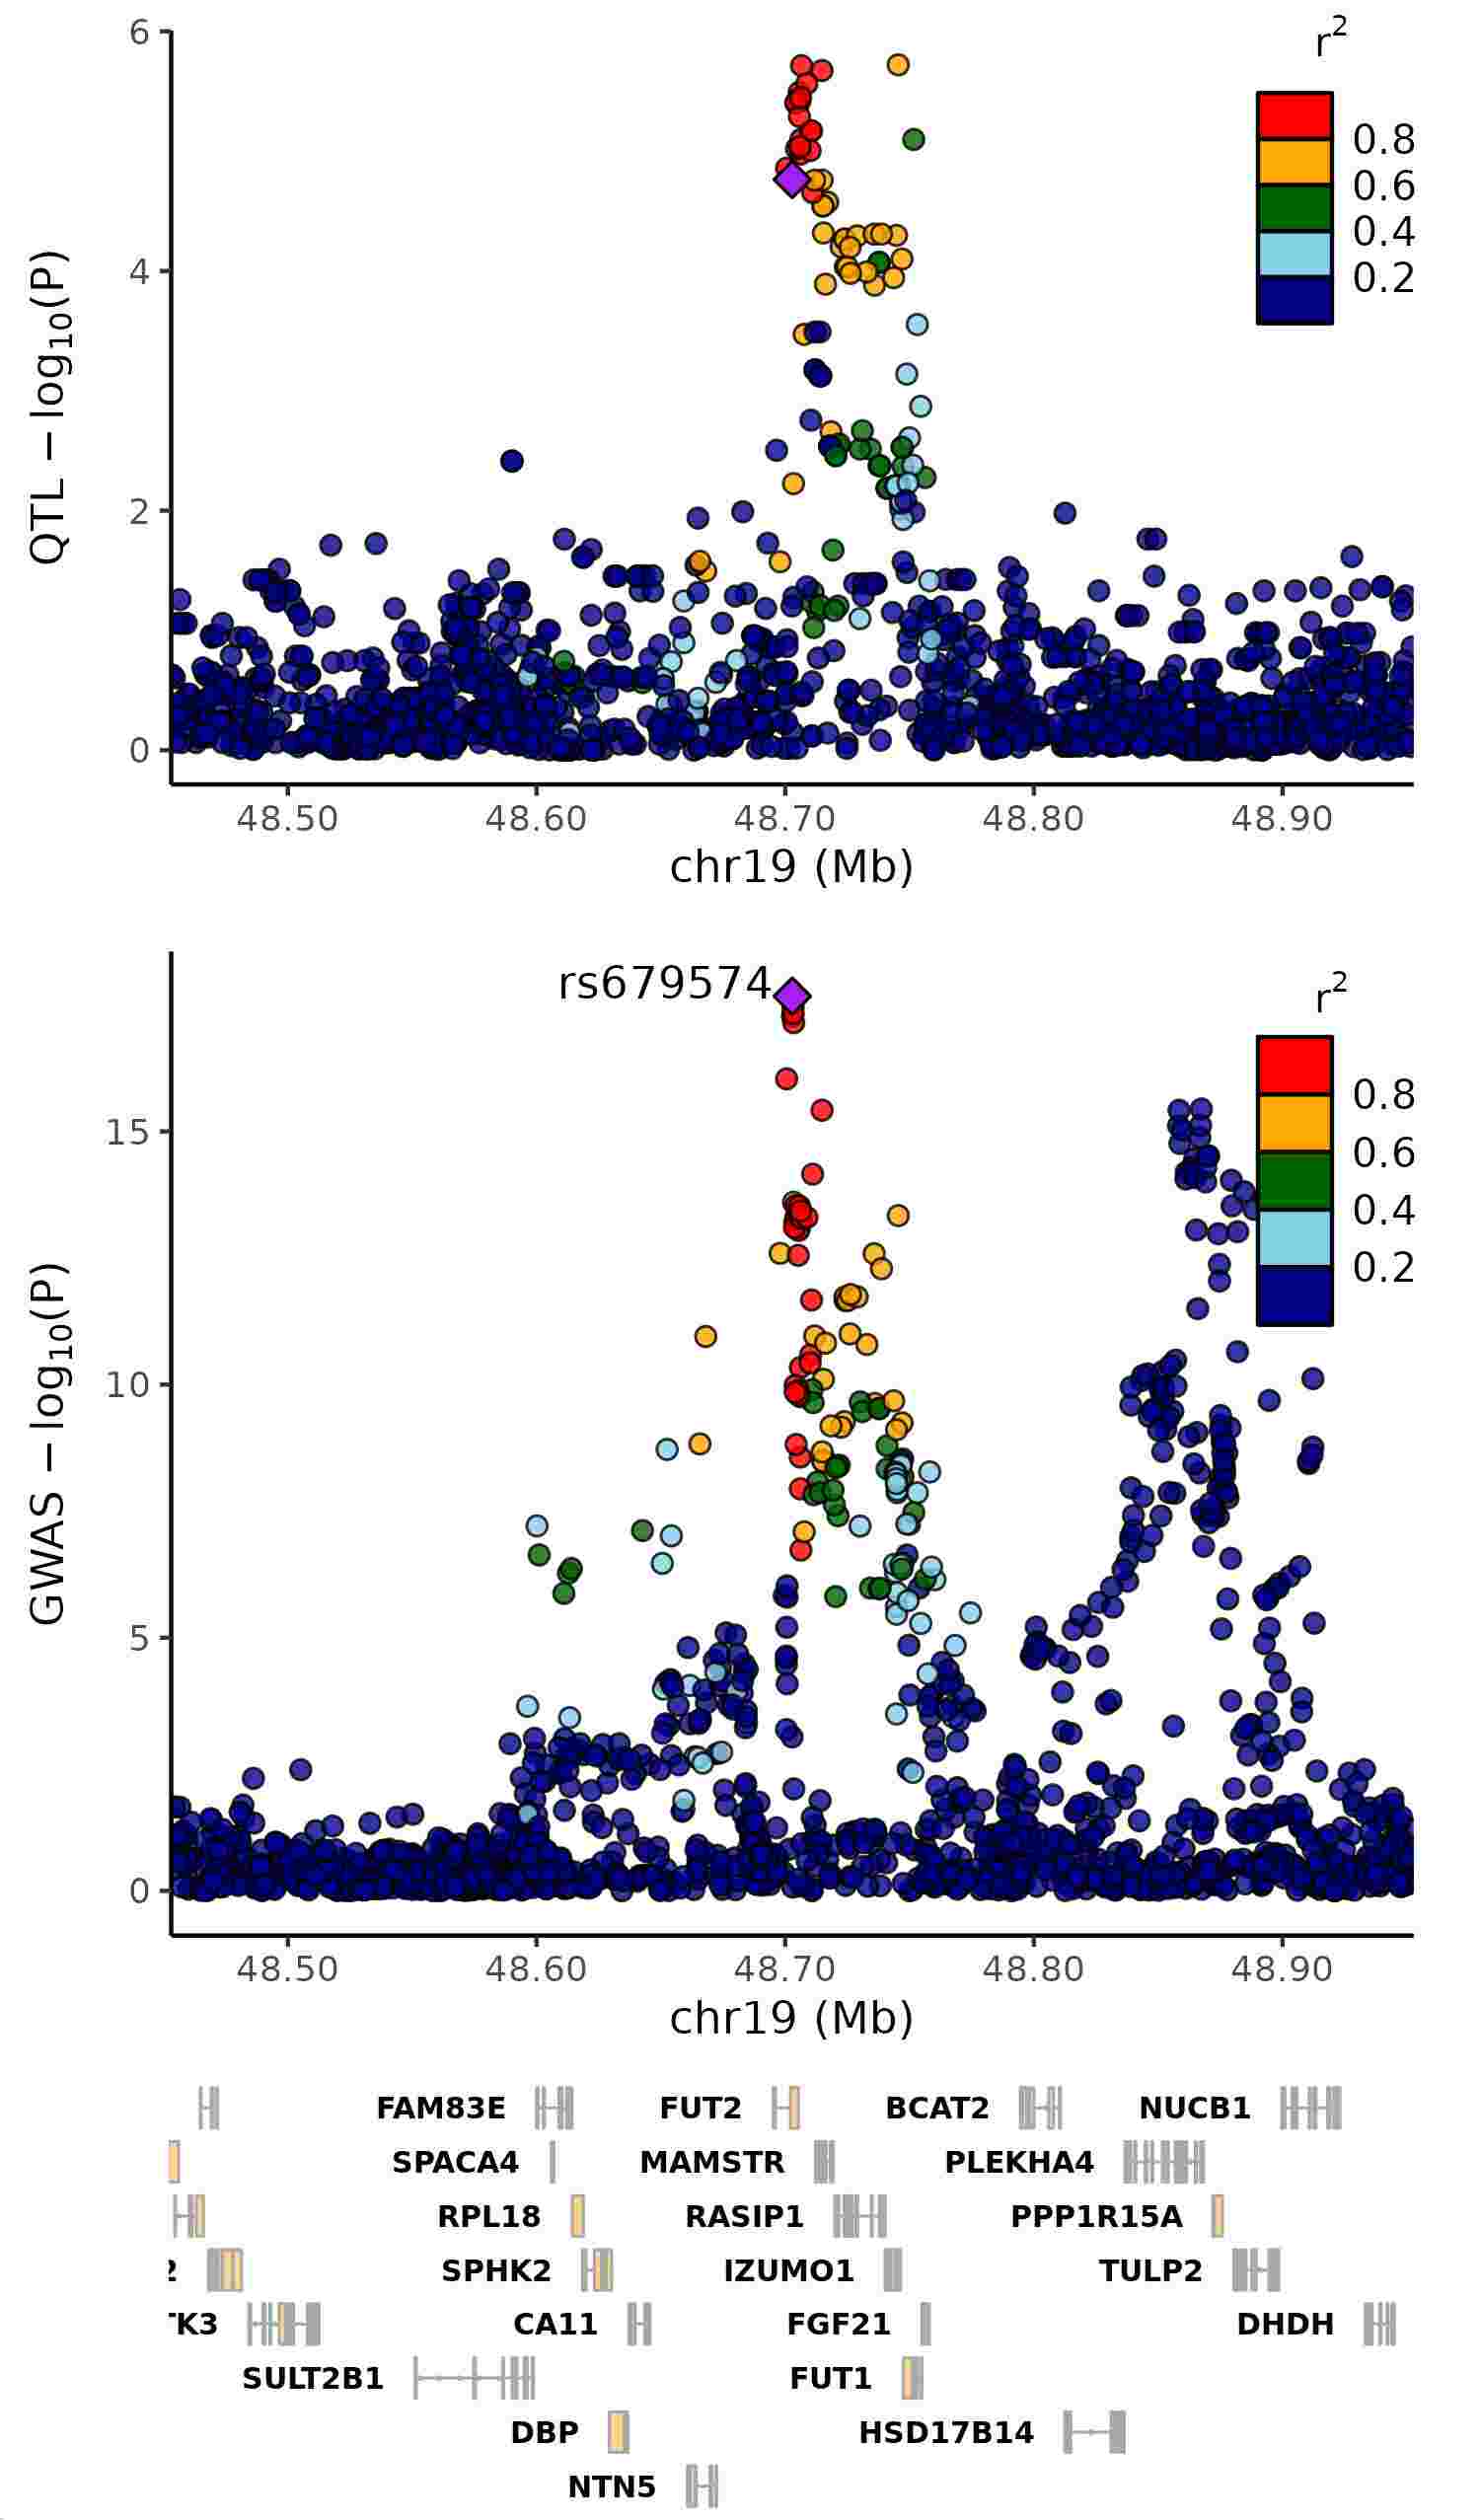 r2
6
4
2
0
0.8
0.6
0.4
0.2
QTL − log10(P)
48.50 48.60 48.70 48.80 48.90
chr19 (Mb)
rs679574
r2
15
10
5
0
0.8
0.6
0.4
0.2
GWAS − log10(P)
48.50 48.60 48.70 48.80 48.90
chr19 (Mb)
FAM83E FUT2 BCAT2 NUCB1
SPACA4 MAMSTR PLEKHA4
RPL18 RASIP1 PPP1R15A
2 SPHK2 IZUMO1 TULP2
TK3 CA11 FGF21 DHDH
SULT2B1 FUT1
DBP HSD17B14
NTN5